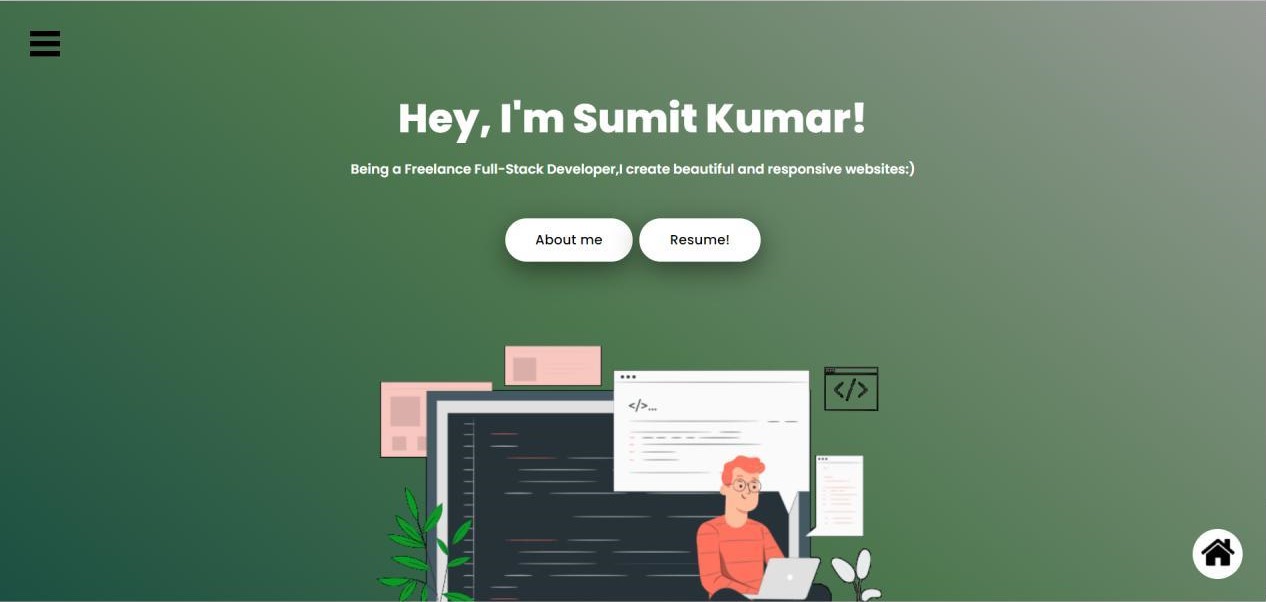 Hey, I'm Sumit Kumar!
Being a Freelance Full-Stack Developer,I create beautiful and responsive websites:)
About me
Resume!
</>...
</>